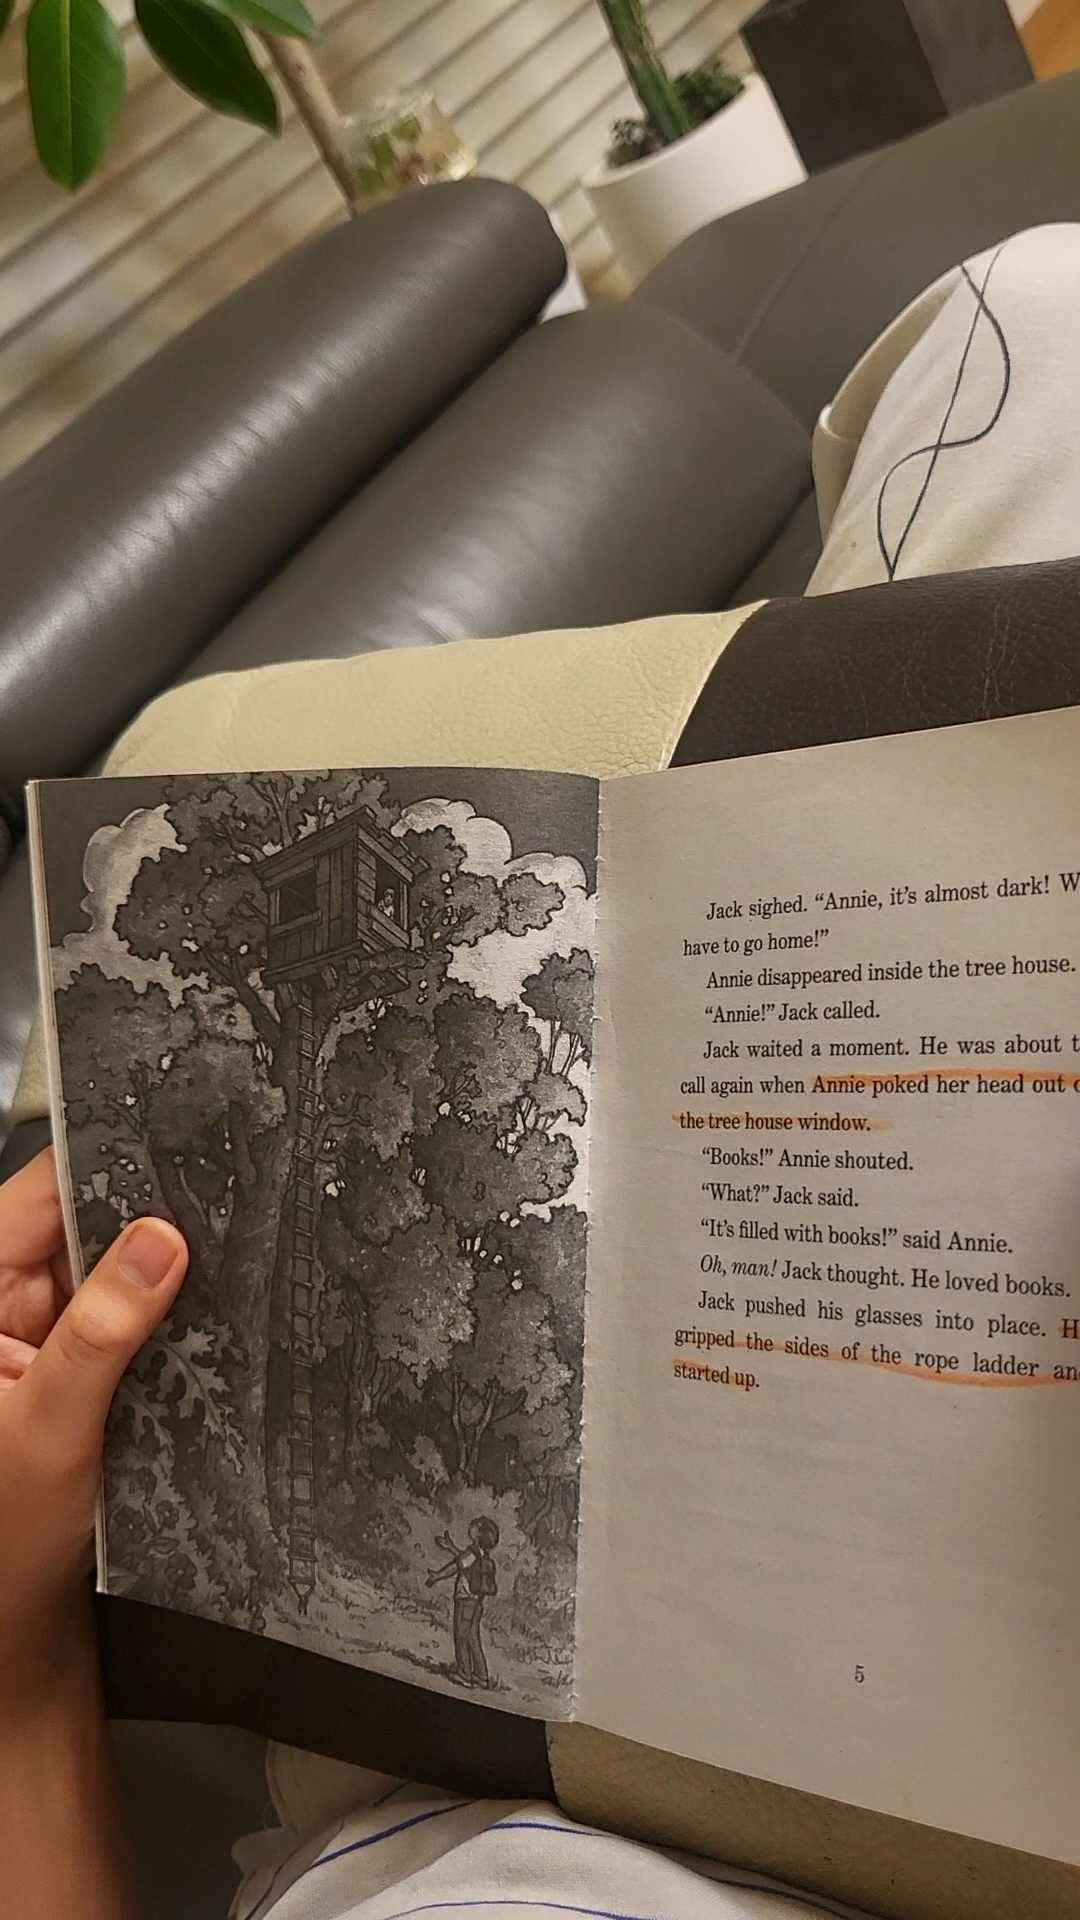 Jack sighed. “Annie, it’s almost dark! W
have to go home!”
Annie disappeared inside the tree house.
“Annie!” Jack called.
Jack waited a moment. He was about t
call again when Annie poked her head out o
the tree house window.
“Books!” Annie shouted.
“What?” Jack said.
“It’s filled with books!” said Annie.
Oh, man! Jack thought. He loved books.
Jack pushed his glasses into place. H
gripped the sides of the rope ladder an
started up.
5